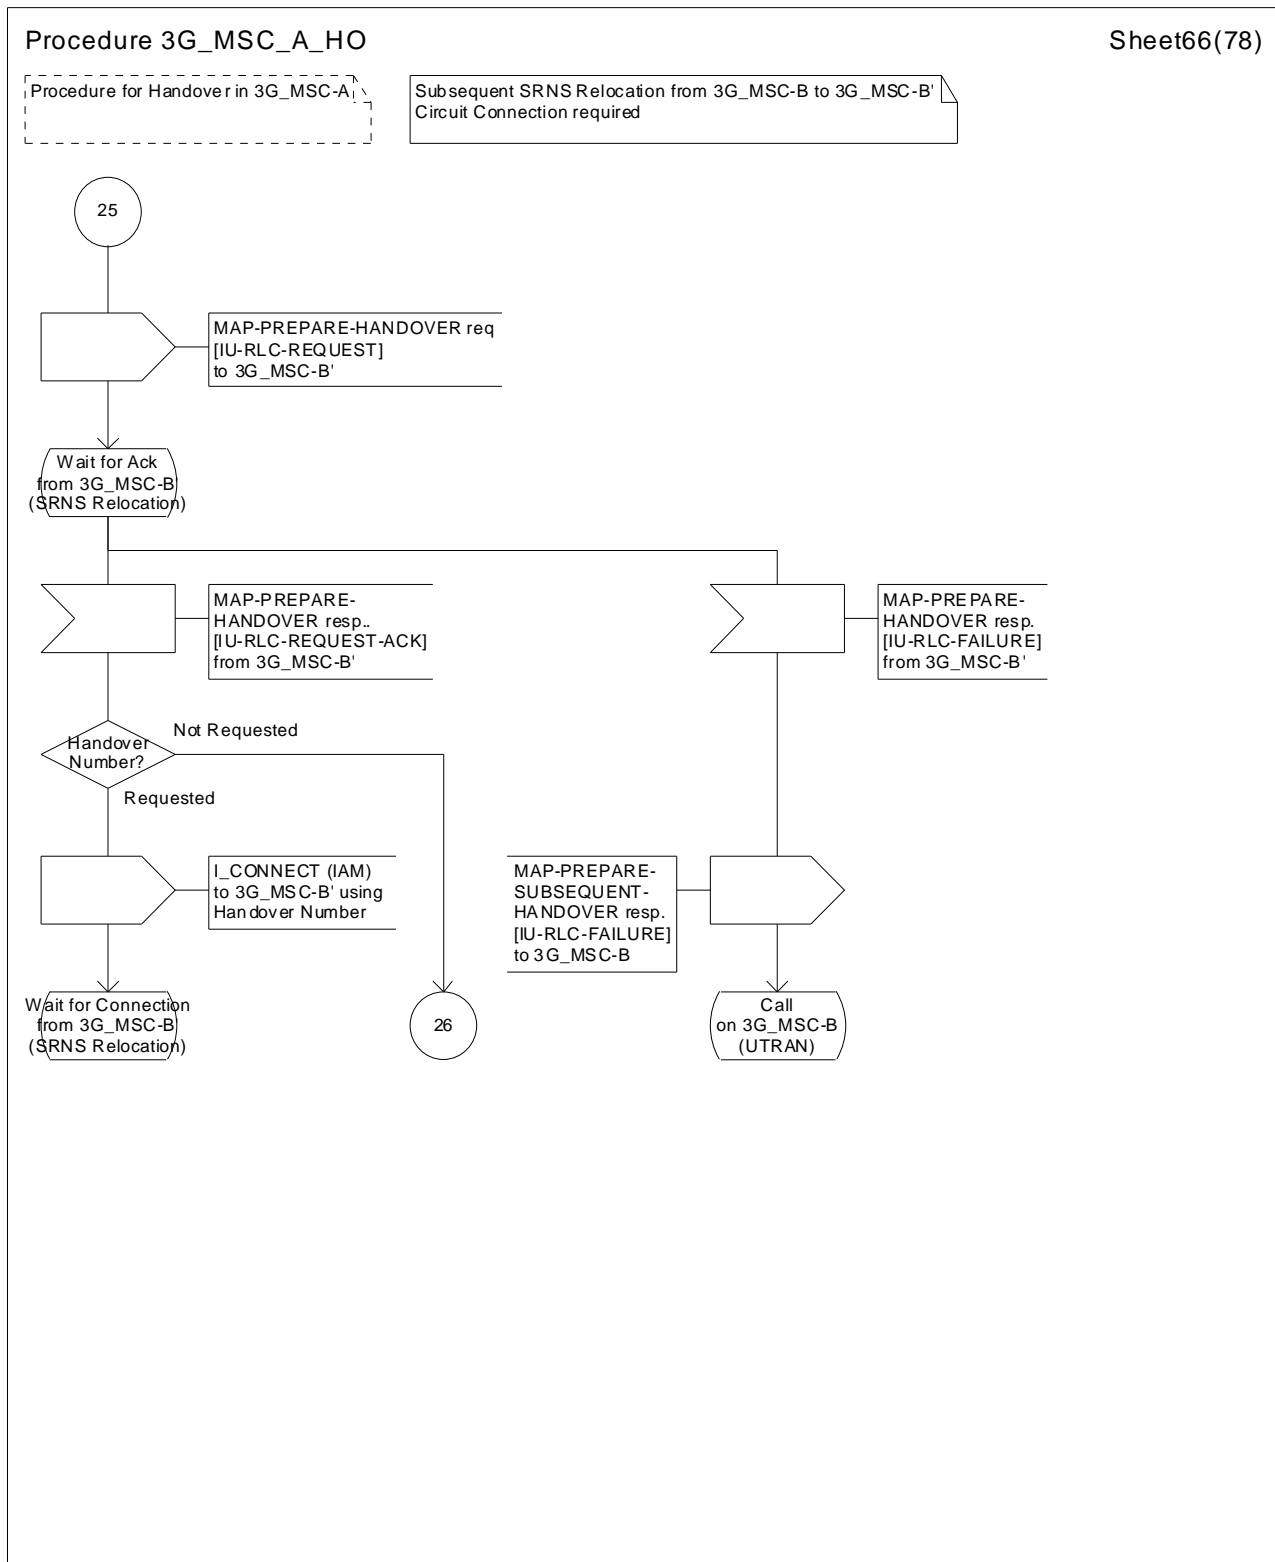 Procedure 3G_MSC_A_HO
Sheet66(78)
Procedure for Handover in 3G_MSC-A
Subsequent SRNS Relocation from 3G_MSC-B to 3G_MSC-B'
Circuit Connection required
25
MAP-PREPARE-HANDOVER req
[IU-RLC-REQUEST]
to 3G_MSC-B'
Wait for Ack
from 3G_MSC-B'
(SRNS Relocation)
MAP-PREPARE-
HANDOVER resp..
[IU-RLC-REQUEST-ACK]
from 3G_MSC-B'
MAP-PREPARE-
HANDOVER resp.
[IU-RLC-FAILURE]
from 3G_MSC-B'
Handover
Number?
Not Requested
Requested
I_CONNECT (IAM)
to 3G_MSC-B' using
Handover Number
MAP-PREPARE-
SUBSEQUENT-
HANDOVER resp.
[IU-RLC-FAILURE]
to 3G_MSC-B
Wait for Connection
from 3G_MSC-B'
(SRNS Relocation)
26
Call
on 3G_MSC-B
(UTRAN)